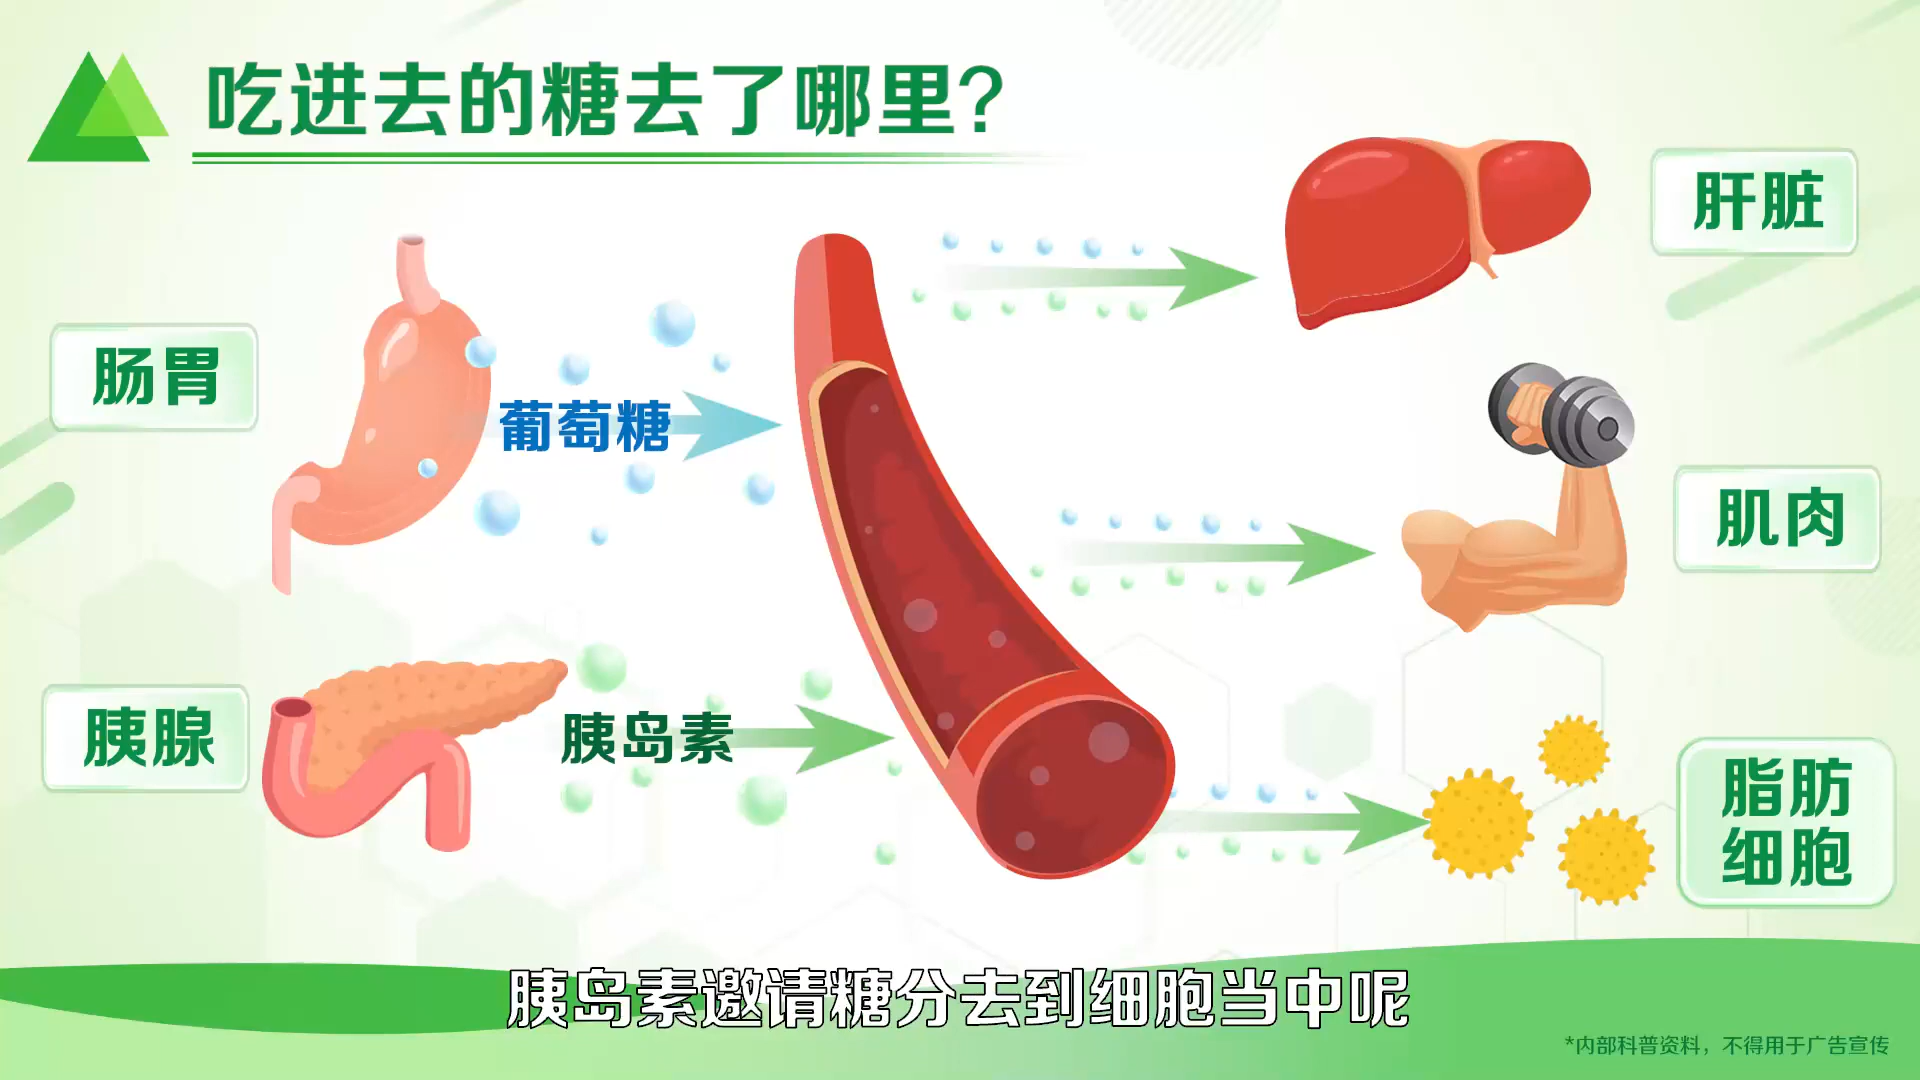 吃进去的糖去了哪里?
肝脏
肠胃
葡萄糖
肌肉
胰腺
胰岛素
脂肪
细胞
胰岛素邀请糖分去到细胞当中呢
*内部科普资料，不得用于广告宣传